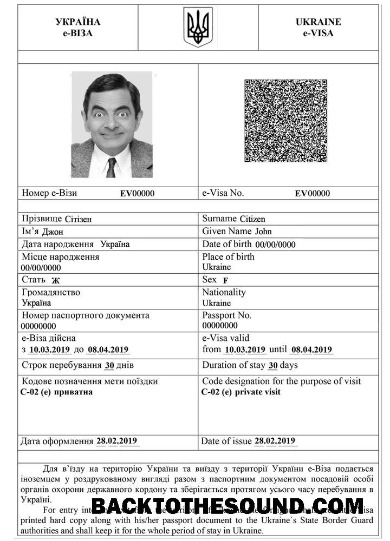 УКРАЇНА
е-ВІЗА
UKRAINE
e-VISA
Номер е-Візи EV00000
e-Visa No. EV00000
Прізвище Сітізен
Surname Citizen
Ім´я Джон
Given Name John
Дата народження Україна
Date of birth 00/00/0000
Місце народження
00/00/0000
Place of birth
Ukraine
Стать Ж
Sex F
Громадянство
Україна
Nationality
Ukraine
Номер паспортного документа
00000000
Passport No.
00000000
е-Віза дійсна
з 10.03.2019 до 08.04.2019
e-Visa valid
from 10.03.2019 until 08.04.2019
Строк перебування 30 днів
Duration of stay 30 days
Кодове позначення мети поїздки
С-02 (е) приватна
Code designation for the purpose of visit
C-02 (e) private visit
Дата оформлення 28.02.2019
Date of issue 28.02.2019
Для в’їзду на територію України та виїзду з території України е-Віза подається
іноземцем у роздрукованому вигляді разом з паспортним документом посадовій особі
органів охорони державного кордону та зберігається протягом усього часу перебування в
Україні.
For entry
BACKTOTHESOUND.COM
printed hard copy along with his/her passport document to the Ukraine´s State Border Guard
authorities and shall keep it for the whole period of stay in Ukraine.